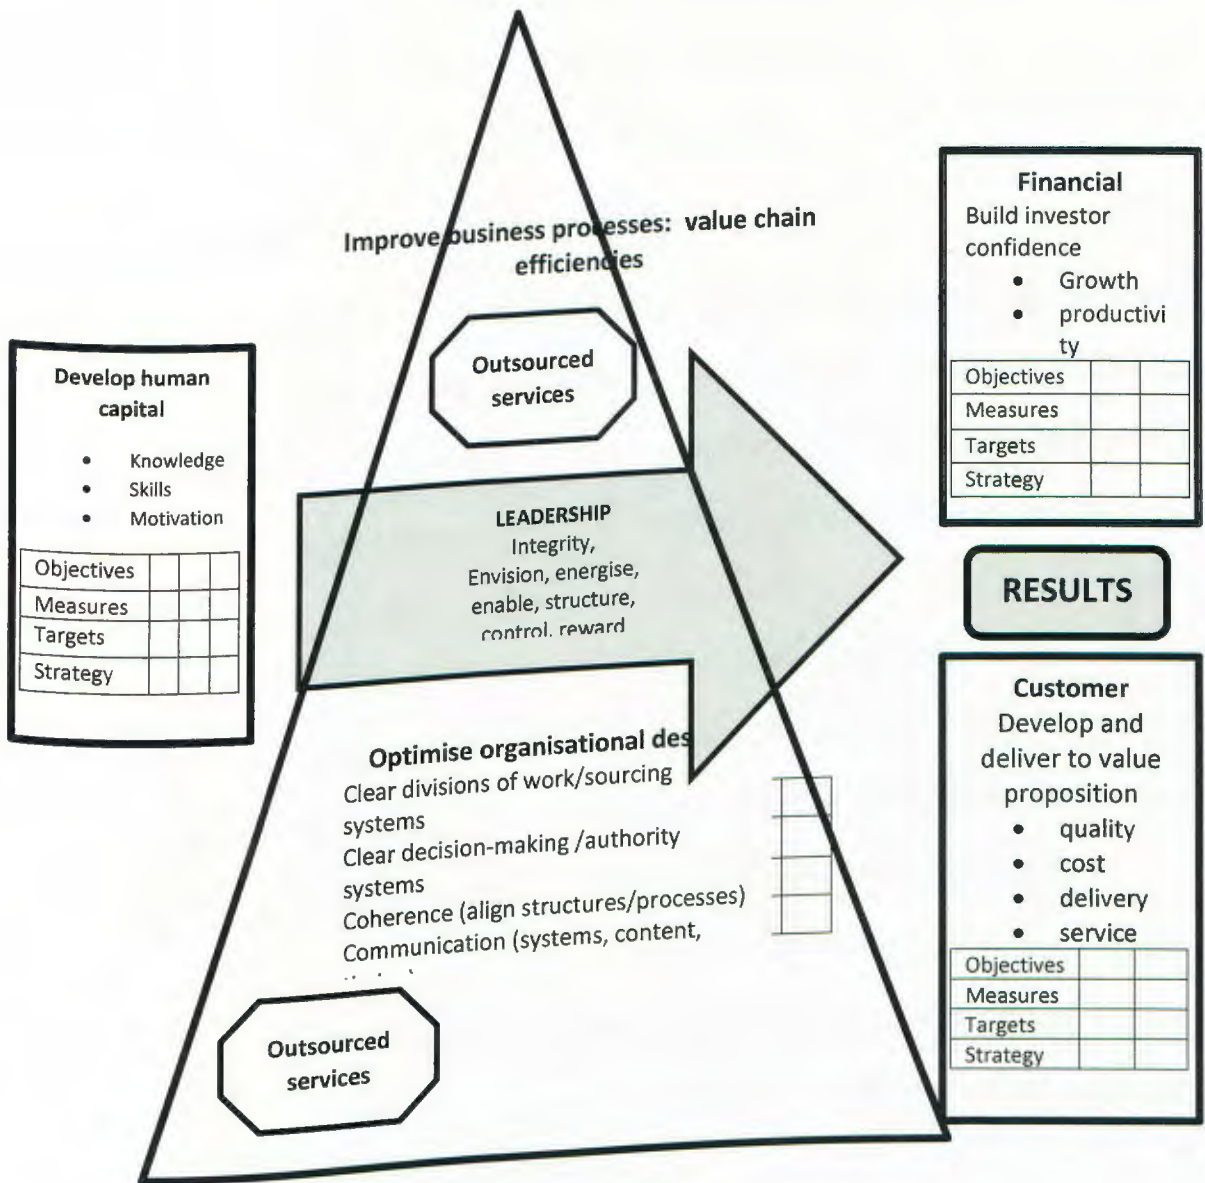 Improve business processes: value chain
efficiencies
Outsourced
services
Develop human
capital
• Knowledge
• Skills
• Motivation
Objectives
Measures
Targets
Strategy
LEADERSHIP
Integrity,
Envision, energise,
enable, structure,
control, reward
Optimise organisational des
Clear divisions of work/sourcing
systems
Clear decision-making /authority
systems
Coherence (align structures/processes)
Communication (systems, content,
Outsourced
services
Financial
Build investor
confidence
• Growth
• productivi
ty
Objectives
Measures
Targets
Strategy
RESULTS
Customer
Develop and
deliver to value
proposition
• quality
• cost
• delivery
• service
Objectives
Measures
Targets
Strategy